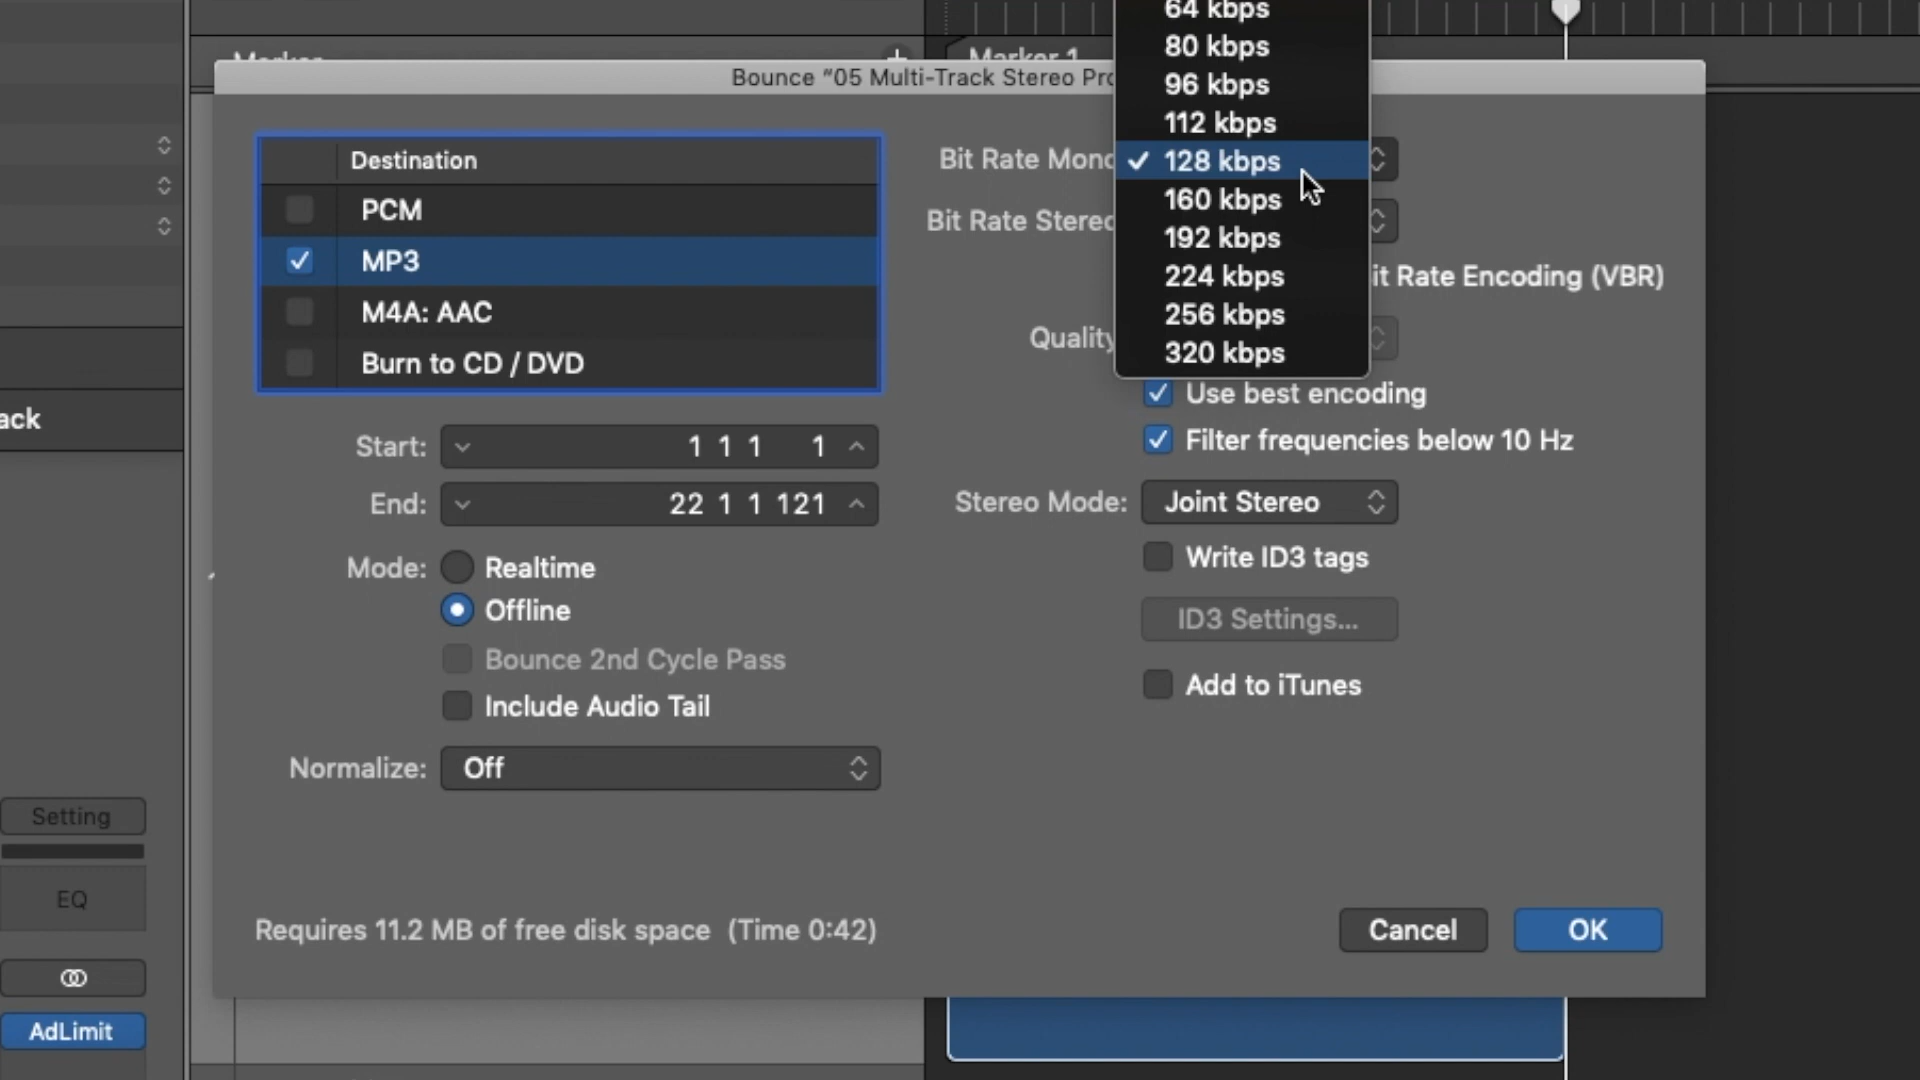 64 kbps
80 kbps
96 kbps
112 kbps
128 kbps
160 kbps
192 kbps
224 kbps
256 kbps
320 kbps
Marker
+
Marker 1
Bounce "05 Multi-Track Stereo Pro
Destination
PCM
MP3
M4A: AAC
Burn to CD / DVD
Start: 1 1 1 1
End: 22 1 1 121
Mode: Realtime
Offline
Bounce 2nd Cycle Pass
Include Audio Tail
Normalize: Off
Requires 11.2 MB of free disk space (Time 0:42)
Bit Rate Mono
Bit Rate Stereo
it Rate Encoding (VBR)
Quality
Use best encoding
Filter frequencies below 10 Hz
Stereo Mode: Joint Stereo
Write ID3 tags
ID3 Settings...
Add to iTunes
Cancel
OK
ack
Setting
EQ
AdLimit